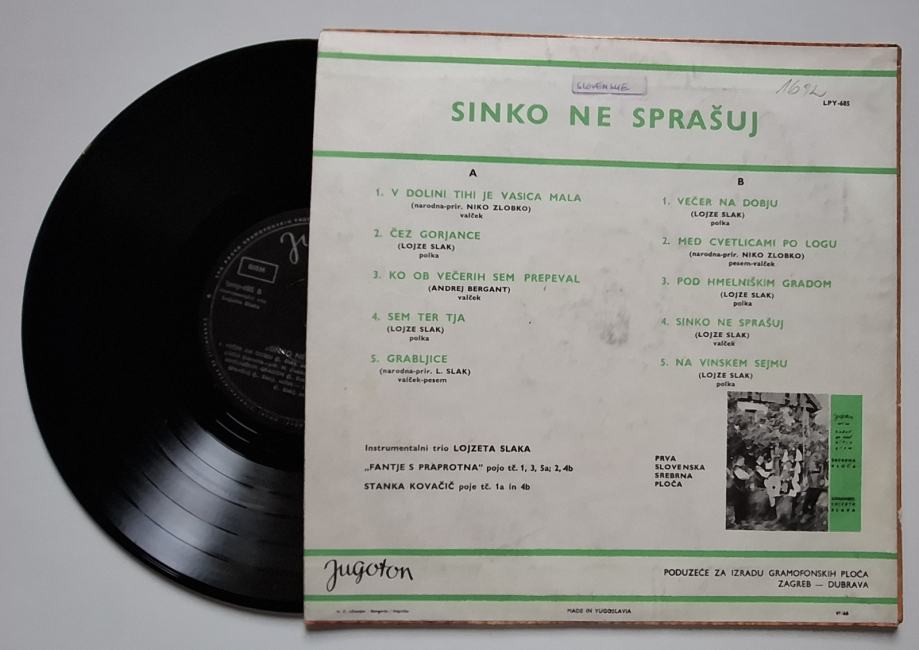 SLOVENIJE
1692
LPY-685
SINKO NE SPRAŠUJ
A
1. V DOLINI TIHI JE VASICA MALA
(narodna-prir. NIKO ZLOBKO)
valček
2. ČEZ GORJANCE
(LOJZE SLAK)
polka
3. KO OB VEČERIH SEM PREPEVAL
(ANDREJ BERGANT)
valček
4. SEM TER TJA
(LOJZE SLAK)
polka
5. GRABLJICE
(narodna-prir. L. SLAK)
valček-pesem
B
1. VEČER NA DOBJU
(LOJZE SLAK)
polka
2. MED CVETLICAMI PO LOGU
(narodna-prir. NIKO ZLOBKO)
pesem-valček
3. POD HMELNIŠKIM GRADOM
(LOJZE SLAK)
polka
4. SINKO NE SPRAŠUJ
(LOJZE SLAK)
valček
5. NA VINSKEM SEJMU
(LOJZE SLAK)
polka
Instrumentalni trio LOJZETA SLAKA
„FANTJE S PRAPROTNA" pojo tč. 1, 3, 5a; 2, 4b
STANKA KOVAČIČ poje tč. 1a in 4b
PRVA
SLOVENSKA
SREBRNA
PLOČA
SREBRNA
PLOČA
LOJZETA
SLAKA
Jugoton
PODUZEĆE ZA IZRADU GRAMOFONSKIH PLOČA
ZAGREB — DUBRAVA
MADE IN YUGOSLAVIA